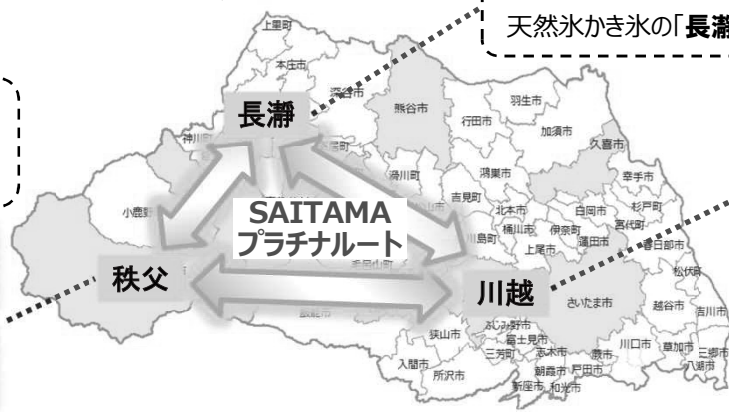 天然氷かき氷の「長瀞
上里町
本庄市
深谷市
熊谷市
羽生市
行田市
加須市
長瀞
神川町
久喜市
滑川町
鴻巣市
幸手市
吉見町
小鹿野
SAITAMA
プラチナルート
北本市
白岡市
杉戸町
宮代町
桶川市
伊奈町
川島町
上尾市
蓮田市
春日部市
松伏町
秩父
川越
さいたま市
越谷市
吉川市
狭山市
ふじみ野市
富士見市
三芳町
志木市
蕨市
川口市
草加市
三郷市
八潮市
入間市
所沢市
朝霞市
戸田市
新座市
和光市